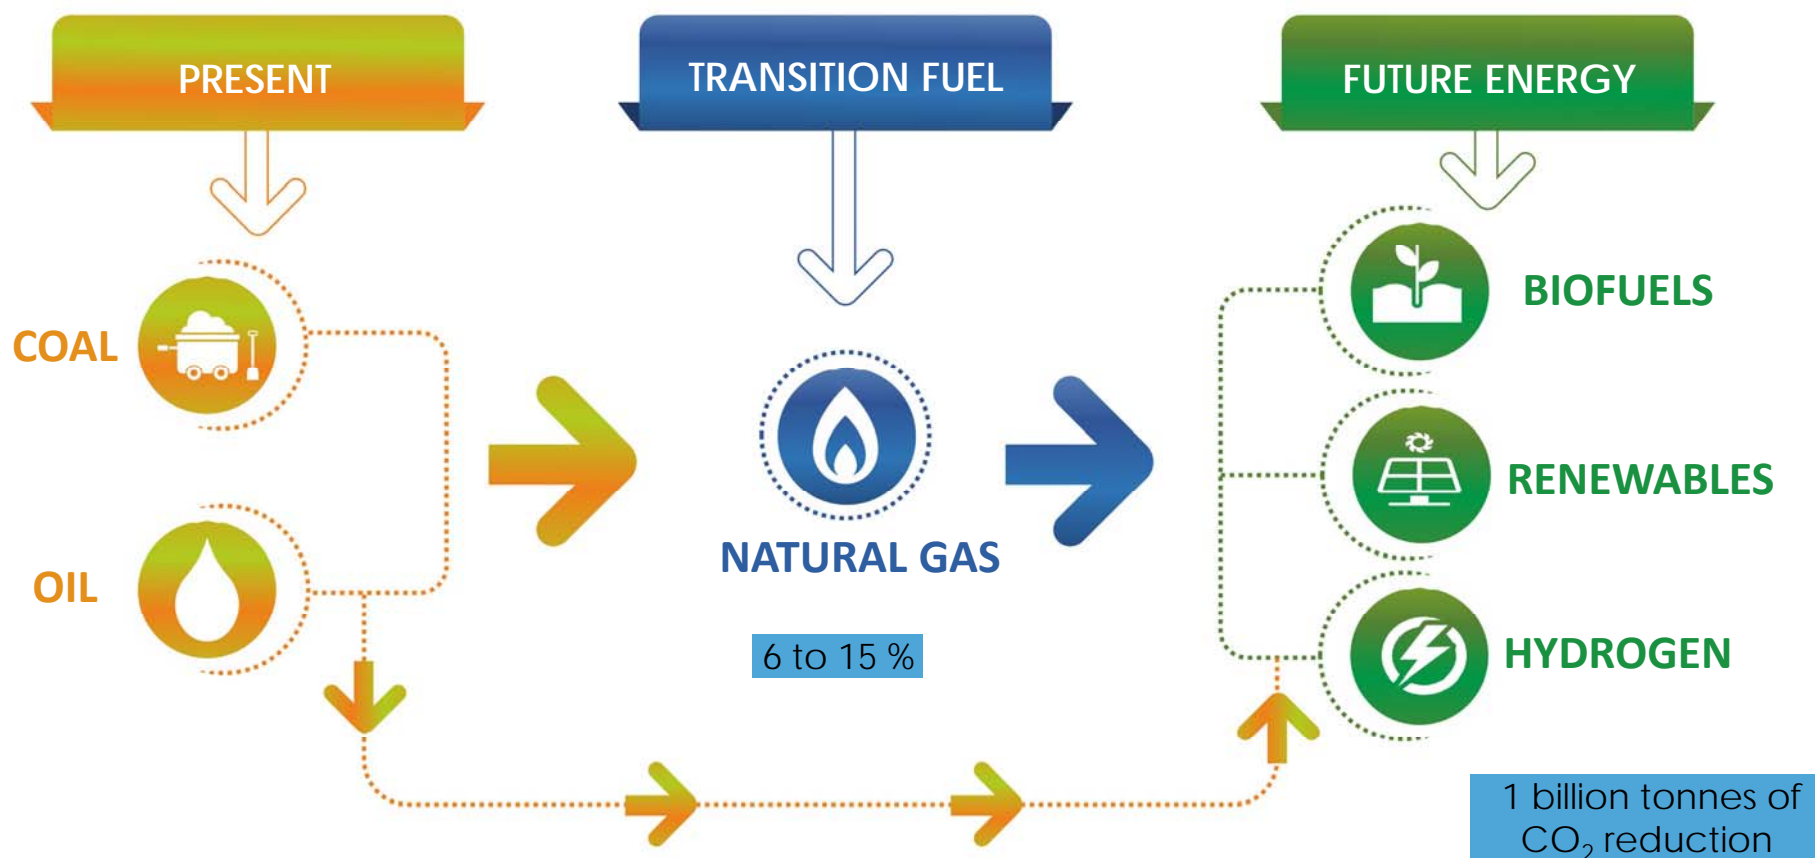 PRESENT
TRANSITION FUEL
FUTURE ENERGY
COAL
OIL
NATURAL GAS
6 to 15 %
BIOFUELS
RENEWABLES
HYDROGEN
1 billion tonnes of
CO₂ reduction